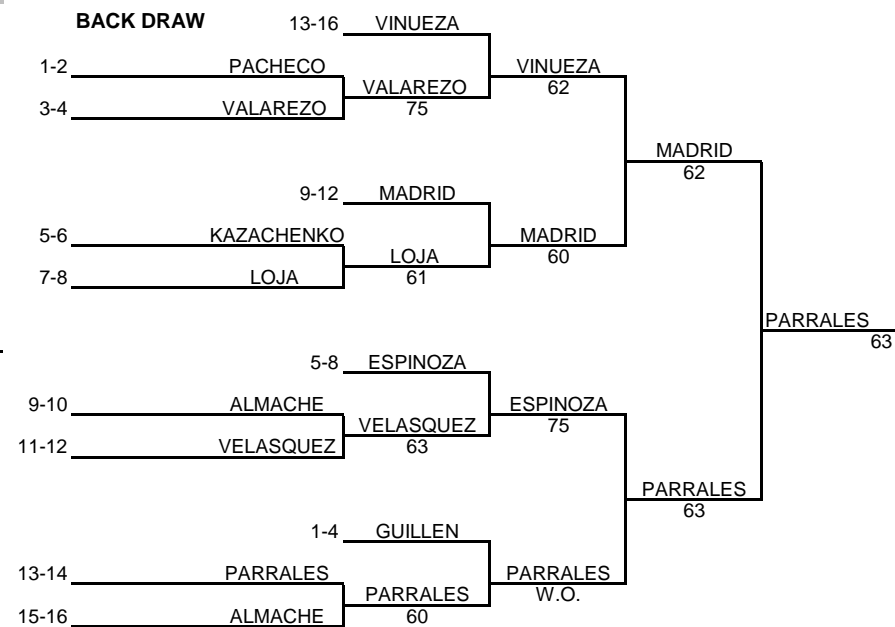 BACK DRAW
13-16 VINUEZA
1-2 PACHECO VINUEZA
VALAREZO 62
3-4 VALAREZO 75
MADRID
62
9-12 MADRID
5-6 KAZACHENKO MADRID
LOJA 60
7-8 LOJA 61
PARRALES
63
5-8 ESPINOZA
9-10 ALMACHE ESPINOZA
VELASQUEZ 75
11-12 VELASQUEZ 63
PARRALES
63
1-4 GUILLEN
13-14 PARRALES PARRALES
PARRALES W.O.
15-16 ALMACHE 60